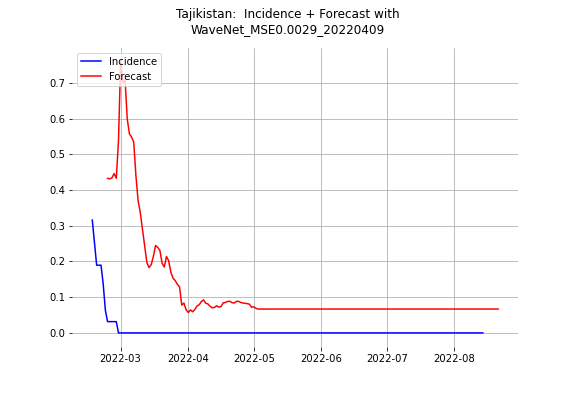 Tajikistan:  Incidence + Forecast with
WaveNet_MSE0.0029_20220409
Incidence
Forecast
0.7
0.6
0.5
0.4
0.3
0.2
0.1
0.0
2022-03 2022-04 2022-05 2022-06 2022-07 2022-08